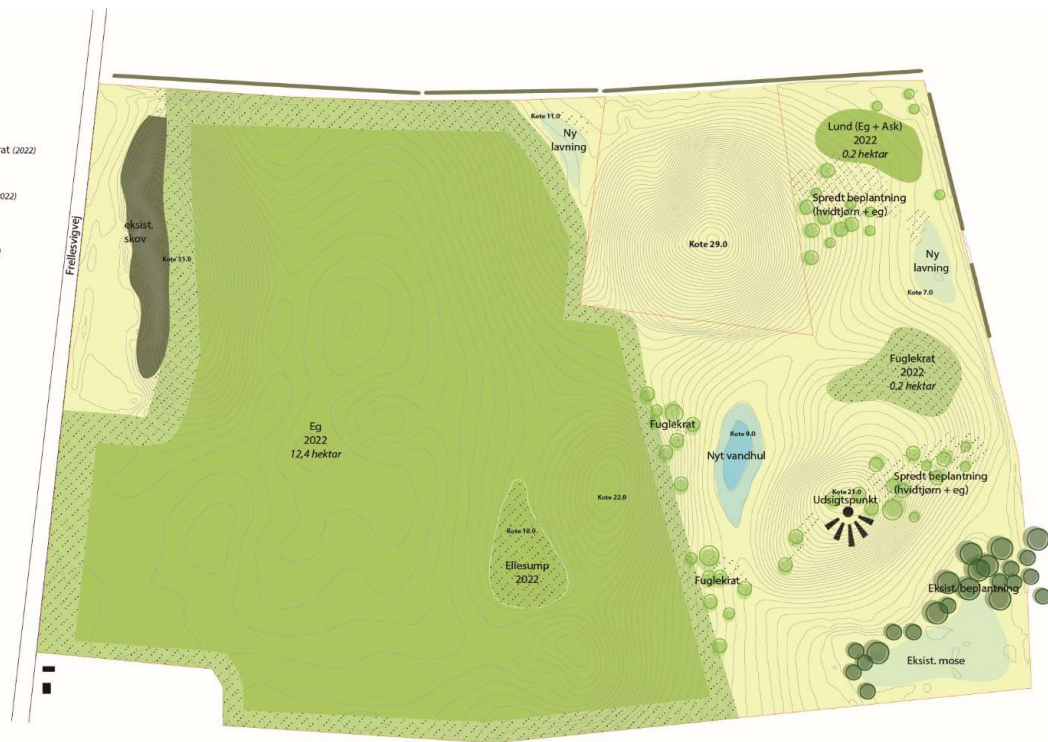 rat (2022)
022)
Frellesvigvej
eksist.
skov
Kote 11.0
Ny
lavning
Lund (Eg + Ask)
2022
0,2 hektar
Spredt beplantning
(hvidtjørn + eg)
Kote 29.0
Ny
lavning
Kote 7.0
Fuglekrat
2022
0,2 hektar
Eg
2022
12,4 hektar
Fuglekrat
Kote 9.0
Nyt vandhul
Kote 22.0
Spredt beplantning
(hvidtjørn + eg)
Kote 21.0
Udsigtspunkt
Kote 18.0
Ellesump
2022
Fuglekrat
Eksist. beplantning
Eksist. mose